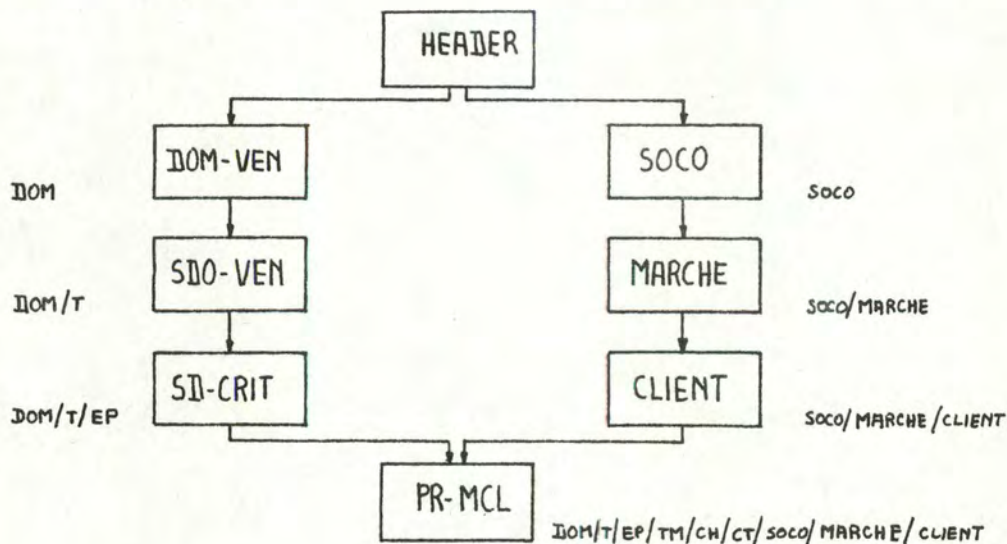 HEADER
DOM-VEN
SOCO
DOM
SOCO
SDO-VEN
MARCHE
DOM/T
SOCO/MARCHE
SD-CRIT
CLIENT
DOM/T/EP
SOCO/MARCHE/CLIENT
PR-MCL
DOM/T/EP/TM/CH/CT/SOCO/MARCHE/CLIENT